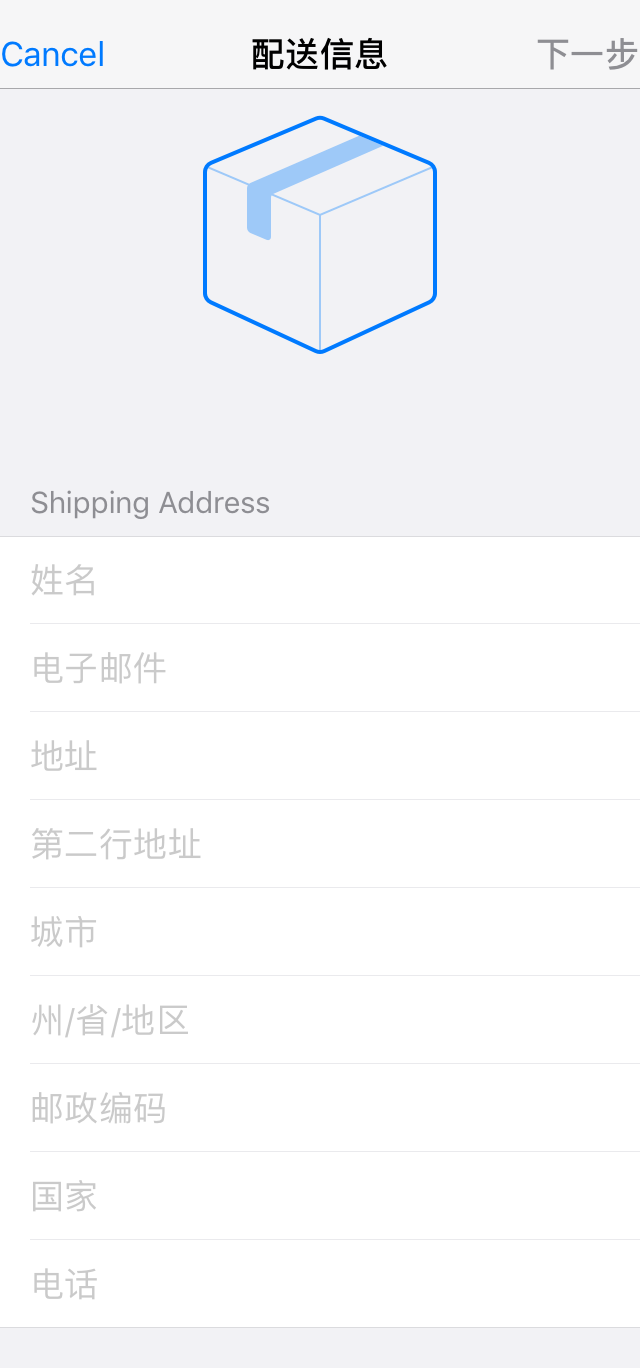 Cancel 配送信息 下一步
Shipping Address
姓名
电子邮件
地址
第二行地址
城市
州/省/地区
邮政编码
国家
电话